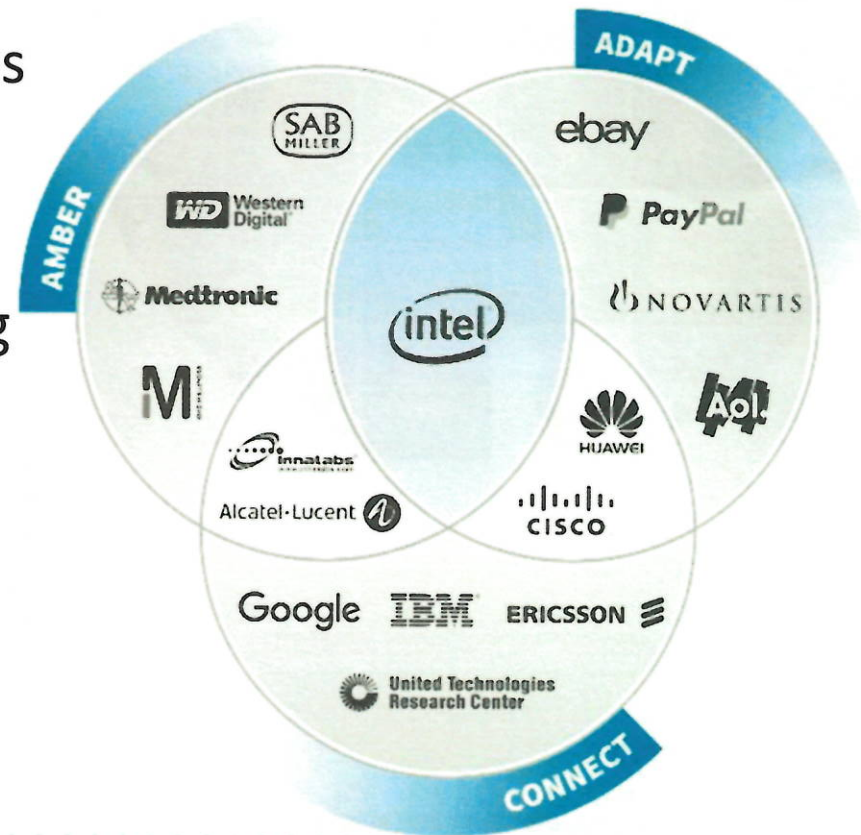 s
g
AMBER
ADAPT
SAB
MILLER
ebay
WD Western
Digital
PayPal
Medtronic
intel
NOVARTIS
iM
Aol.
HUAWEI
innalabs
Alcatel·Lucent
CISCO
Google IBM ERICSSON
United Technologies
Research Center
CONNECT